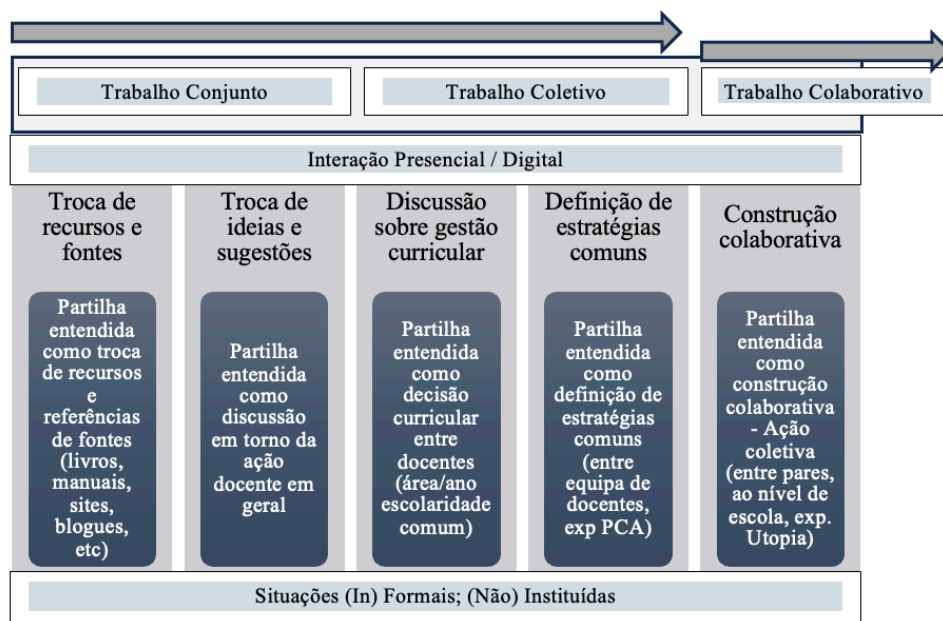 Trabalho Conjunto
Trabalho Coletivo
Trabalho Colaborativo
Interação Presencial / Digital
Troca de
recursos e
fontes
Partilha
entendida
como troca
de recursos
e
referências
de fontes
(livros,
manuais,
sites,
blogues,
etc)
Troca de
ideias e
sugestões
Partilha
entendida
como
discussão
em torno da
ação
docente em
geral
Discussão
sobre gestão
curricular
Partilha
entendida
como
decisão
curricular
entre
docentes
(área/ano
escolaridade
comum)
Definição de
estratégias
comuns
Partilha
entendida
como
definição de
estratégias
comuns
(entre
equipa de
docentes,
exp PCA)
Construção
colaborativa
Partilha
entendida
como
construção
colaborativa
- Ação
coletiva
(entre pares,
ao nível de
escola, exp.
Utopia)
Situações (In) Formais; (Não) Instituídas